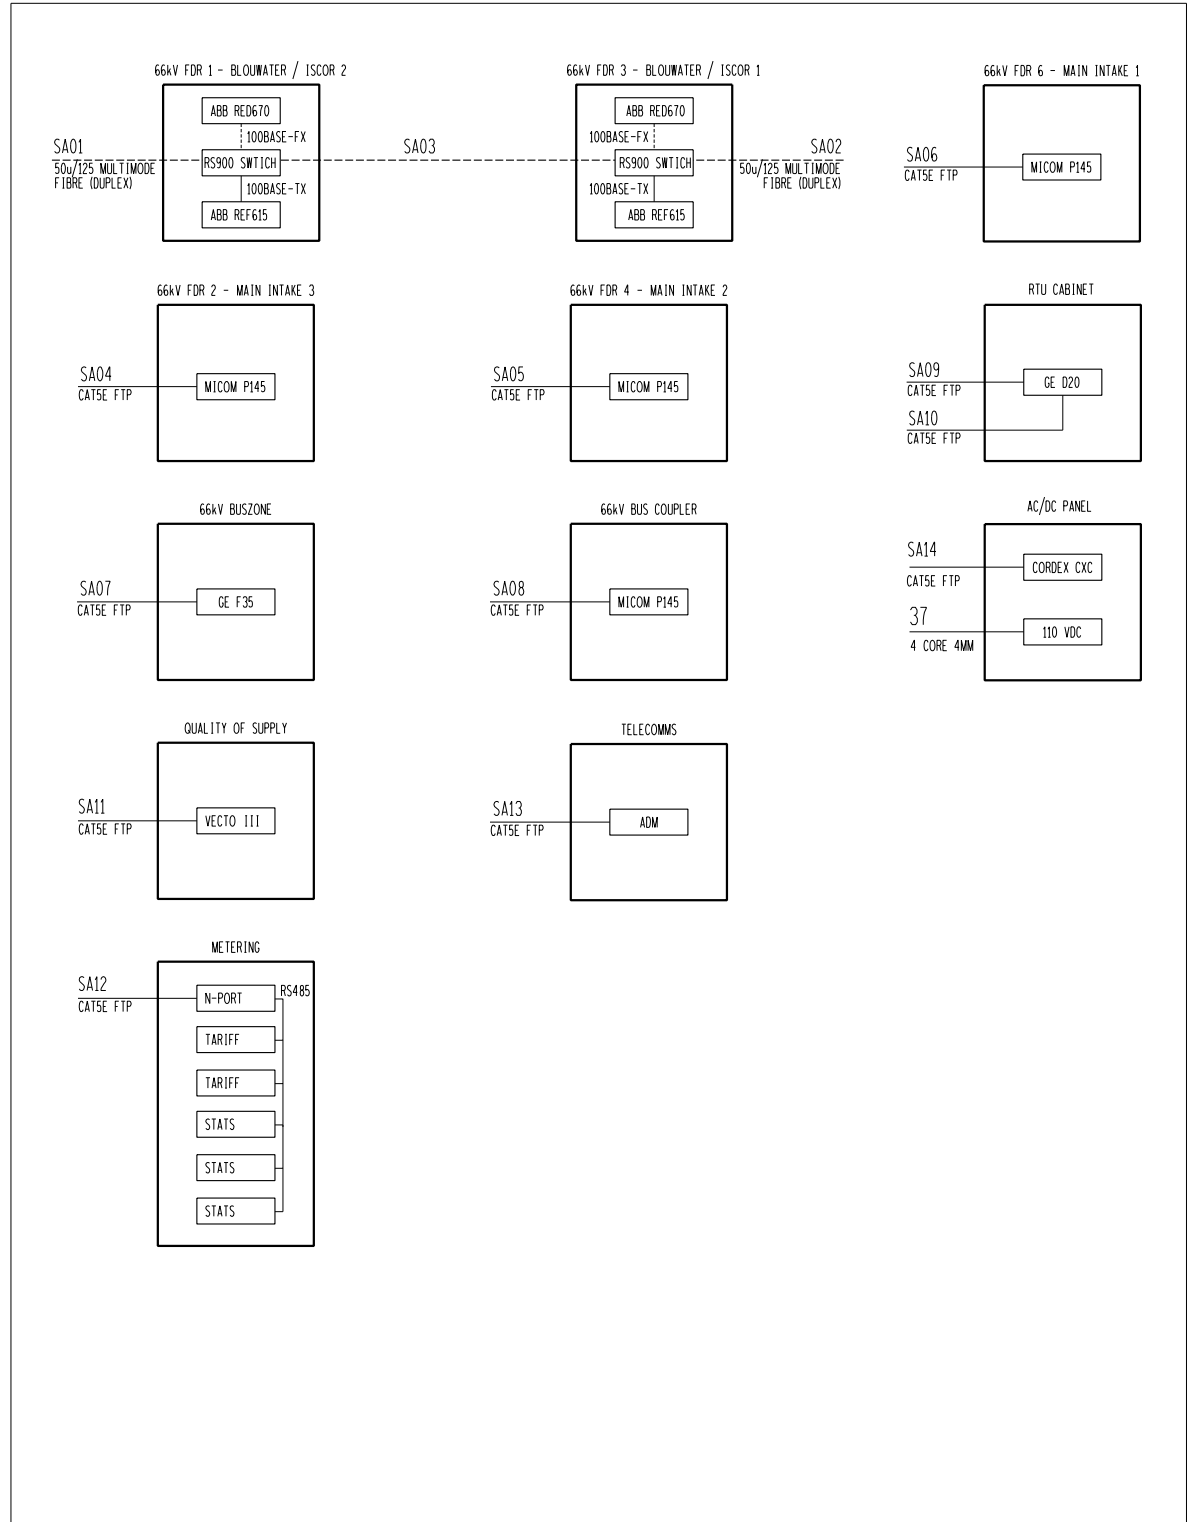 66kV FDR 1 - BLOUWATER / ISCOR 2
ABB RED670
100BASE-FX
SA01
RS900 SWTICH
50u/125 MULTIMODE
FIBRE (DUPLEX)
100BASE-TX
ABB REF615
SA03
66kV FDR 3 - BLOUWATER / ISCOR 1
ABB RED670
100BASE-FX
RS900 SWTICH
SA02
50u/125 MULTIMODE
FIBRE (DUPLEX)
100BASE-TX
ABB REF615
66kV FDR 6 - MAIN INTAKE 1
SA06
CAT5E FTP
MICOM P145
66kV FDR 2 - MAIN INTAKE 3
SA04
CAT5E FTP
MICOM P145
66kV FDR 4 - MAIN INTAKE 2
SA05
CAT5E FTP
MICOM P145
RTU CABINET
SA09
CAT5E FTP
GE D20
SA10
CAT5E FTP
66kV BUSZONE
SA07
CAT5E FTP
GE F35
66kV BUS COUPLER
SA08
CAT5E FTP
MICOM P145
AC/DC PANEL
SA14
CAT5E FTP
CORDEX CXC
37
4 CORE 4MM
110 VDC
QUALITY OF SUPPLY
SA11
CAT5E FTP
VECTO III
TELECOMMS
SA13
CAT5E FTP
ADM
METERING
SA12
CAT5E FTP
N-PORT
RS485
TARIFF
TARIFF
STATS
STATS
STATS